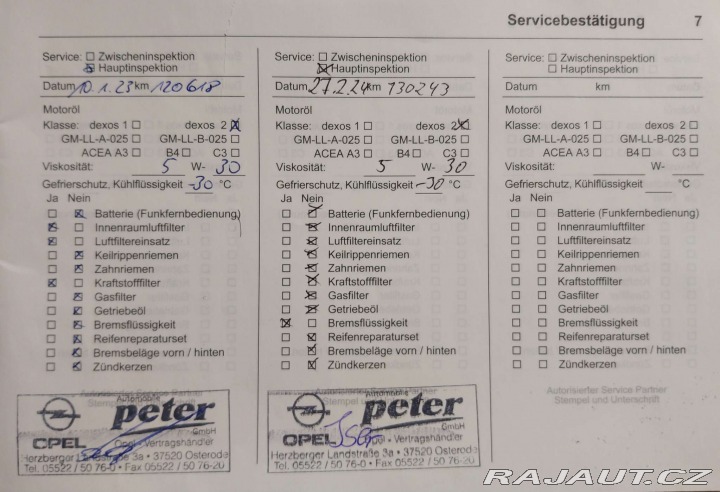 Servicebestätigung 7
Service: Zwischeninspektion
Hauptinspektion
Datum 10.1.23 km 120618
Motoröl
Klasse: dexos 1 dexos 2
GM-LL-A-025 GM-LL-B-025
ACEA A3 B4 C3
Viskosität: 5 W- 30
Gefrierschutz, Kühlflüssigkeit -30 °C
Ja Nein
Batterie (Funkfernbedienung)
Innenraumluftfilter
Luftfiltereinsatz
Keilrippenriemen
Zahnriemen
Kraftstofffilter
Gasfilter
Getriebeöl
Bremsflüssigkeit
Reifenreparaturset
Bremsbeläge vorn / hinten
Zündkerzen
Autorisierter Service Partner
Stempel und
Automobile
peter
GmbH
OPEL Opel - Vertragshändler
Herzberger Landstraße 3a • 37520 Osterode
Tel. 05522 / 50 76-0 • Fax 05522 / 50 76-20
Service: Zwischeninspektion
Hauptinspektion
Datum 27.2.24 km 130243
Motoröl
Klasse: dexos 1 dexos 2
GM-LL-A-025 GM-LL-B-025
ACEA A3 B4 C3
Viskosität: 5 W- 30
Gefrierschutz, Kühlflüssigkeit -30 °C
Ja Nein
Batterie (Funkfernbedienung)
Innenraumluftfilter
Luftfiltereinsatz
Keilrippenriemen
Zahnriemen
Kraftstofffilter
Gasfilter
Getriebeöl
Bremsflüssigkeit
Reifenreparaturset
Bremsbeläge vorn / hinten
Zündkerzen
Automobile
peter
GmbH
OPEL Opel - Vertragshändler
Herzberger Landstraße 3a • 37520 Osterode
Tel. 05522 / 50 76-0 • Fax 05522 / 50 76-20
Service: Zwischeninspektion
Hauptinspektion
Datum km
Motoröl
Klasse: dexos 1 dexos 2
GM-LL-A-025 GM-LL-B-025
ACEA A3 B4 C3
Viskosität: W-
Gefrierschutz, Kühlflüssigkeit °C
Ja Nein
Batterie (Funkfernbedienung)
Innenraumluftfilter
Luftfiltereinsatz
Keilrippenriemen
Zahnriemen
Kraftstofffilter
Gasfilter
Getriebeöl
Bremsflüssigkeit
Reifenreparaturset
Bremsbeläge vorn / hinten
Zündkerzen
Autorisierter Service Partner
Stempel und Unterschrift
RAJAUT.CZ